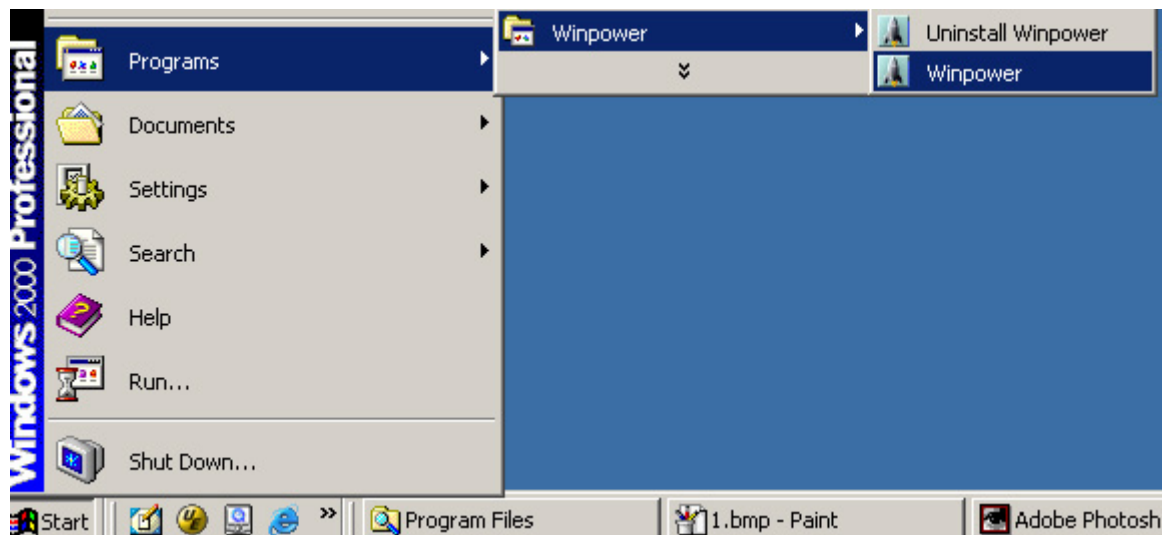 Windows 2000 Professional
Programs
Documents
Settings
Search
Help
Run...
Shut Down...
Winpower
Uninstall Winpower
Winpower
Start
»
Program Files
1.bmp - Paint
Adobe Photosh